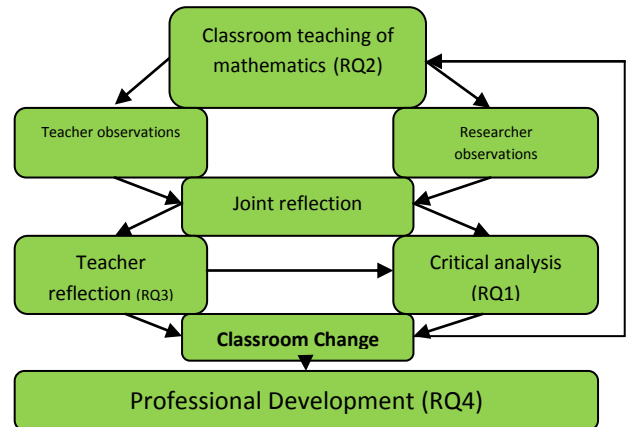 Classroom teaching of
mathematics (RQ2)
Teacher observations
Researcher
observations
Joint reflection
Teacher
reflection (RQ3)
Critical analysis
(RQ1)
Classroom Change
Professional Development (RQ4)